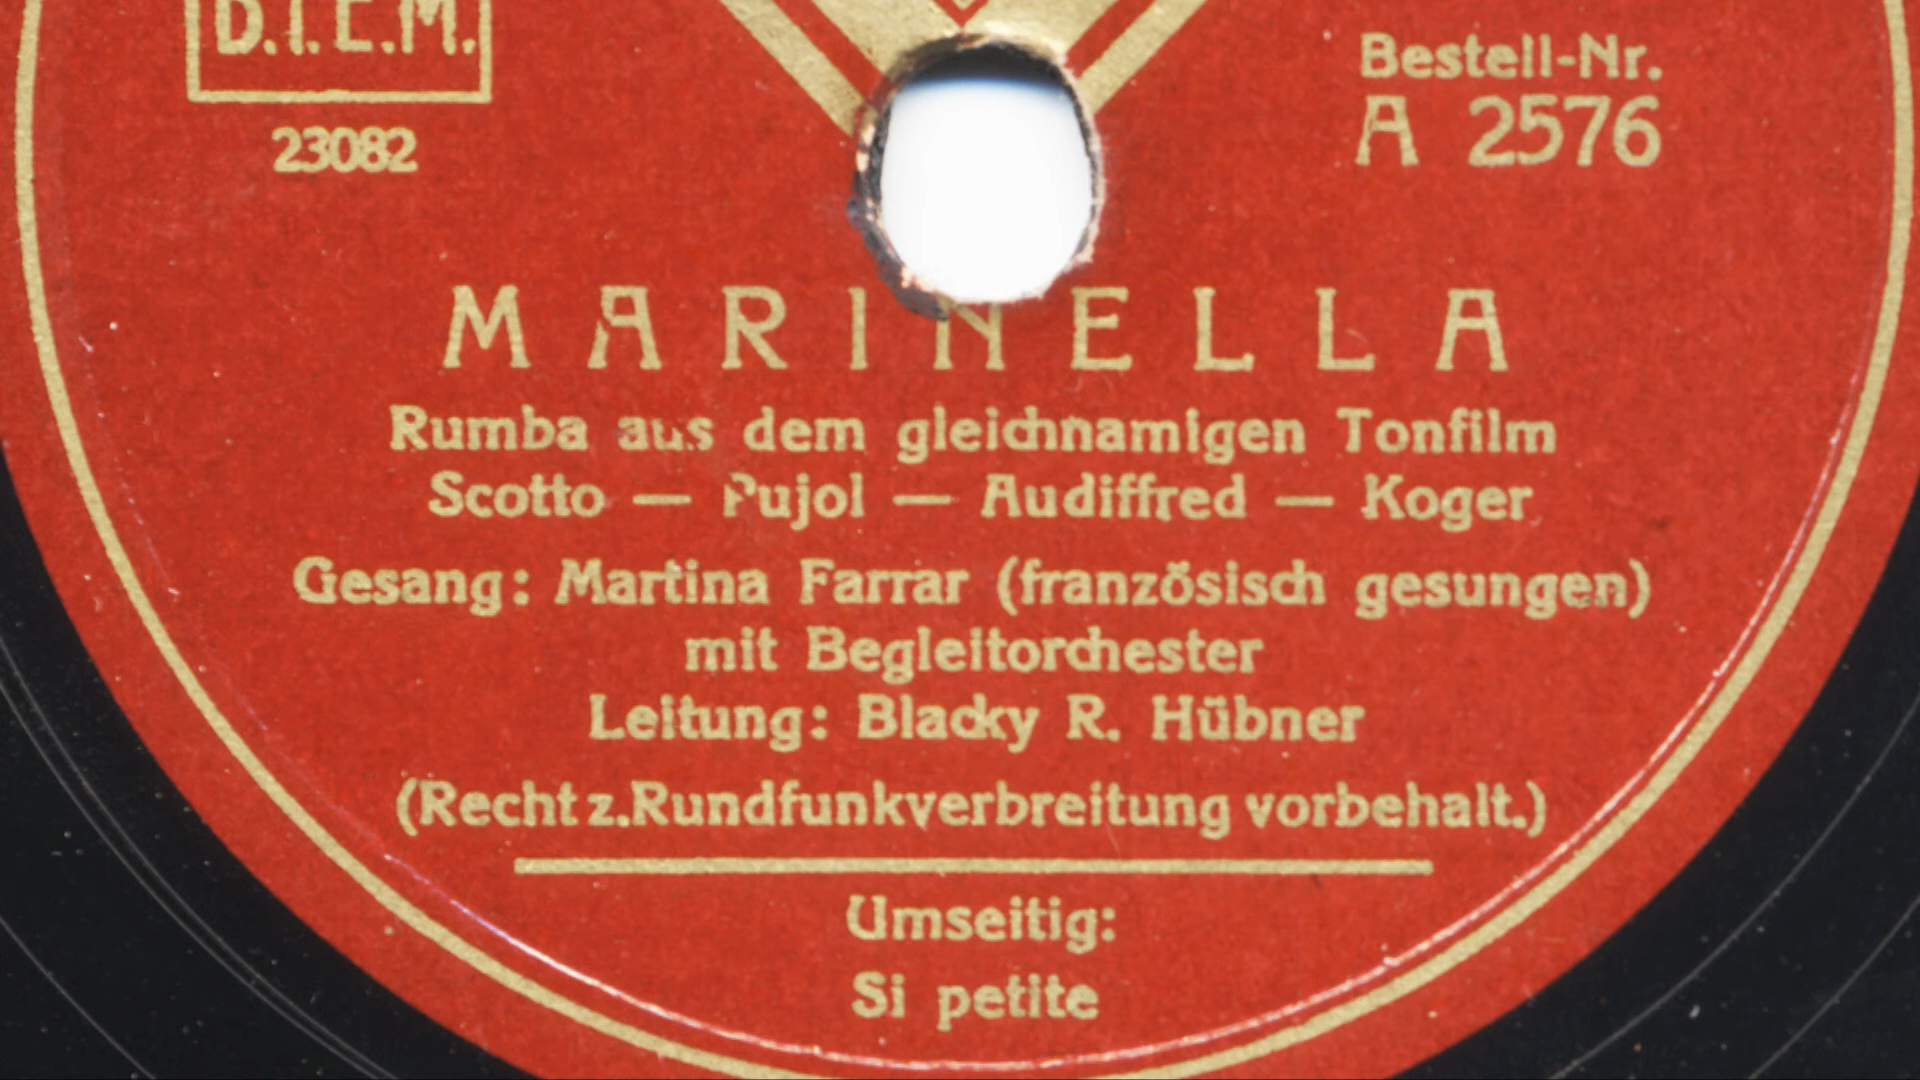 B.I.E.M.
23082
Bestell-Nr.
A 2576
MARINELLA
Rumba aus dem gleichnamigen Tonfilm
Scotto — Pujol — Audiffred — Koger
Gesang: Martina Farrar (französisch gesungen)
mit Begleitorchester
Leitung: Blacky R. Hübner
(Recht z. Rundfunkverbreitung vorbehalt.)
Umseitig:
Si petite